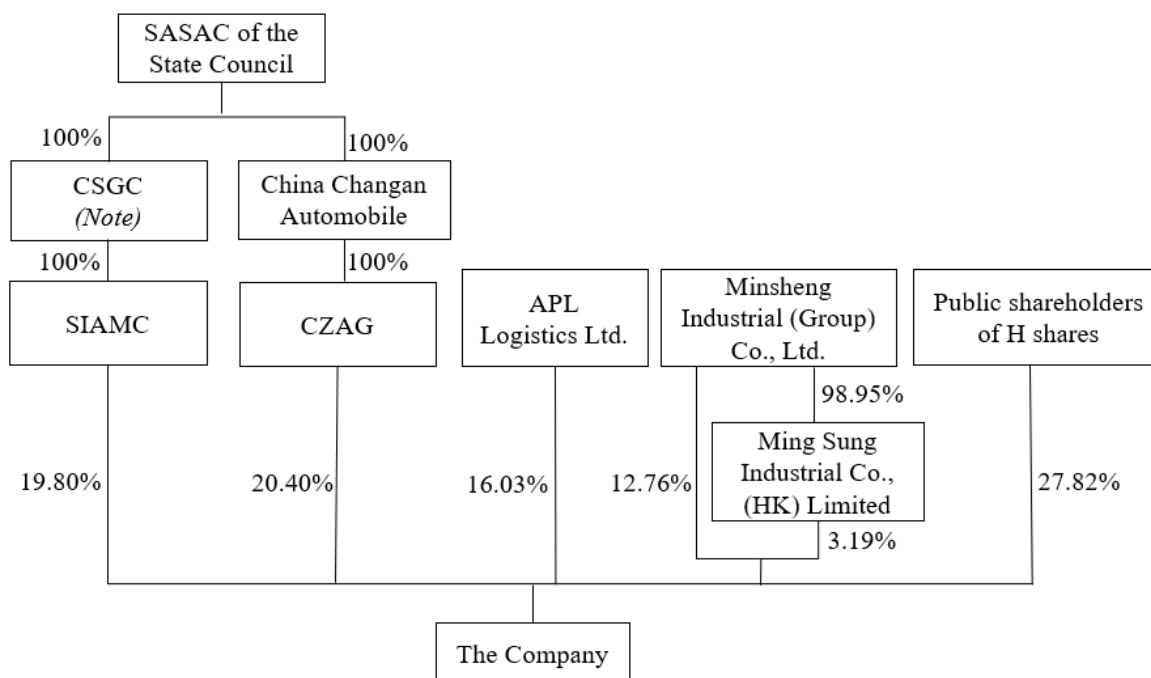 SASAC of the
State Council
100%
100%
CSGC
(Note)
China Changan
Automobile
100%
100%
SIAMC
CZAG
APL
Logistics Ltd.
Minsheng
Industrial (Group)
Co., Ltd.
Public shareholders
of H shares
98.95%
Ming Sung
Industrial Co.,
(HK) Limited
19.80%
20.40%
16.03%
12.76%
27.82%
3.19%
The Company